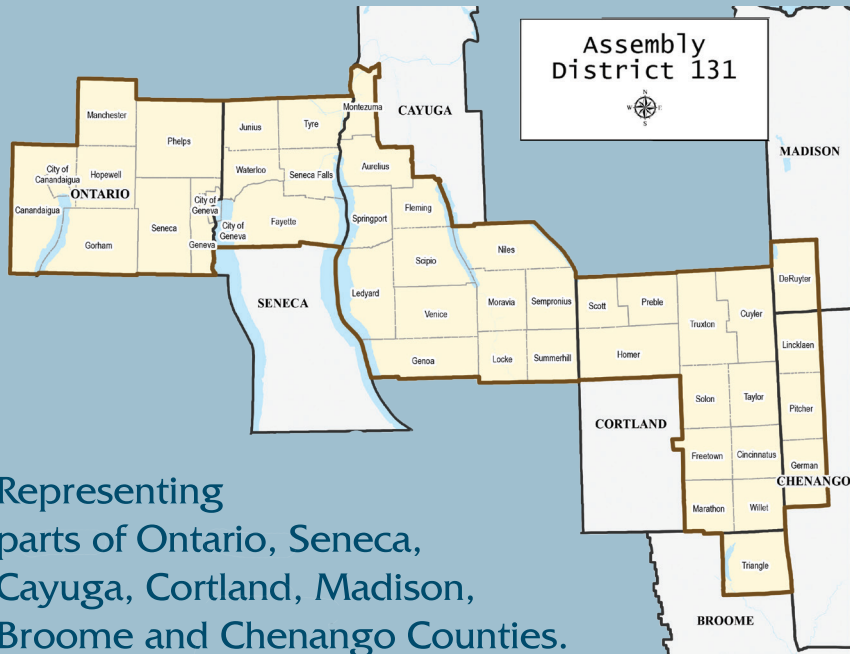 Assembly
District 131
N
W E
S
CAYUGA
MADISON
ONTARIO
SENECA
CORTLAND
CHENANGO
BROOME
Manchester
Phelps
City of
Canandaigua
Hopewell
Canandaigua
Gorham
Seneca
City of
Geneva
Geneva
Junius
Tyre
Waterloo
Seneca Falls
City of
Geneva
Fayette
Montezuma
Aurelius
Springport
Fleming
Scipio
Ledyard
Venice
Genoa
Niles
Moravia
Sempronius
Locke
Summerhill
Scott
Preble
Homer
Truxton
Cuyler
Solon
Taylor
Freetown
Cincinnatus
Marathon
Willet
DeRuyter
Lincklaen
Pitcher
German
Triangle
Representing
parts of Ontario, Seneca,
Cayuga, Cortland, Madison,
Broome and Chenango Counties.